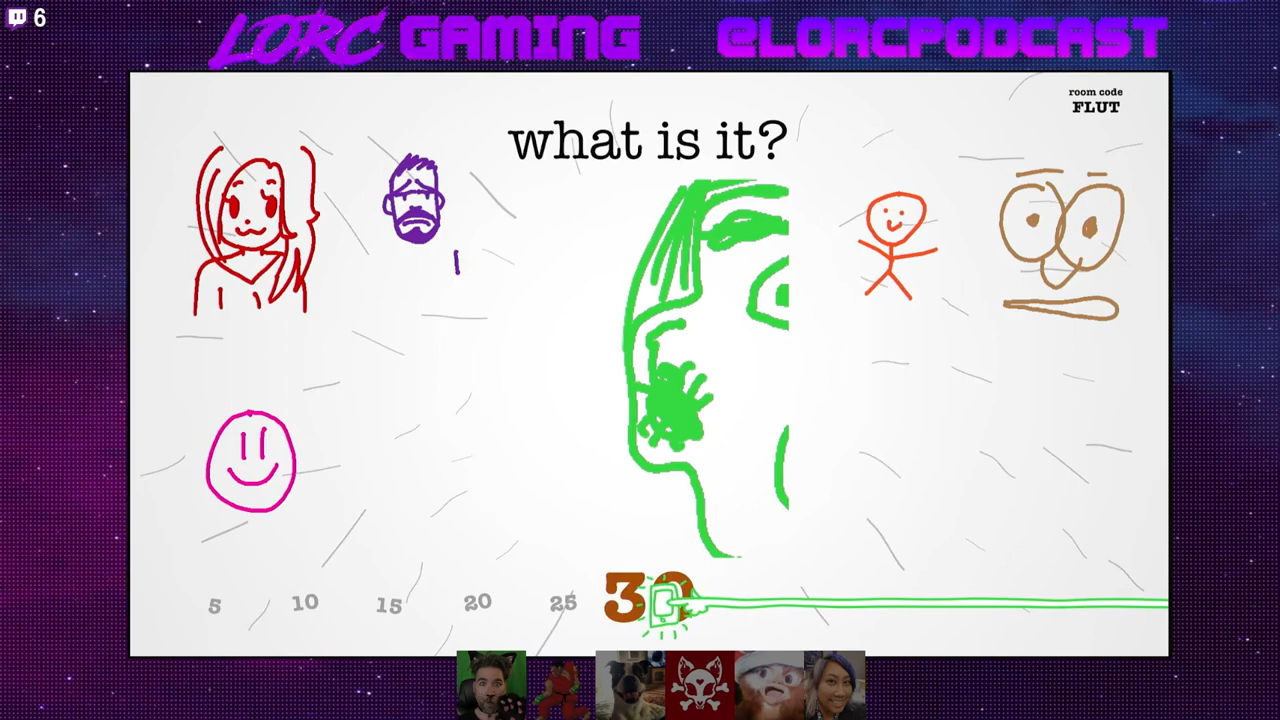 6
LORC GAMING @LORCPODCAST
room code
FLUT
what is it?
5 10 15 20 25 30